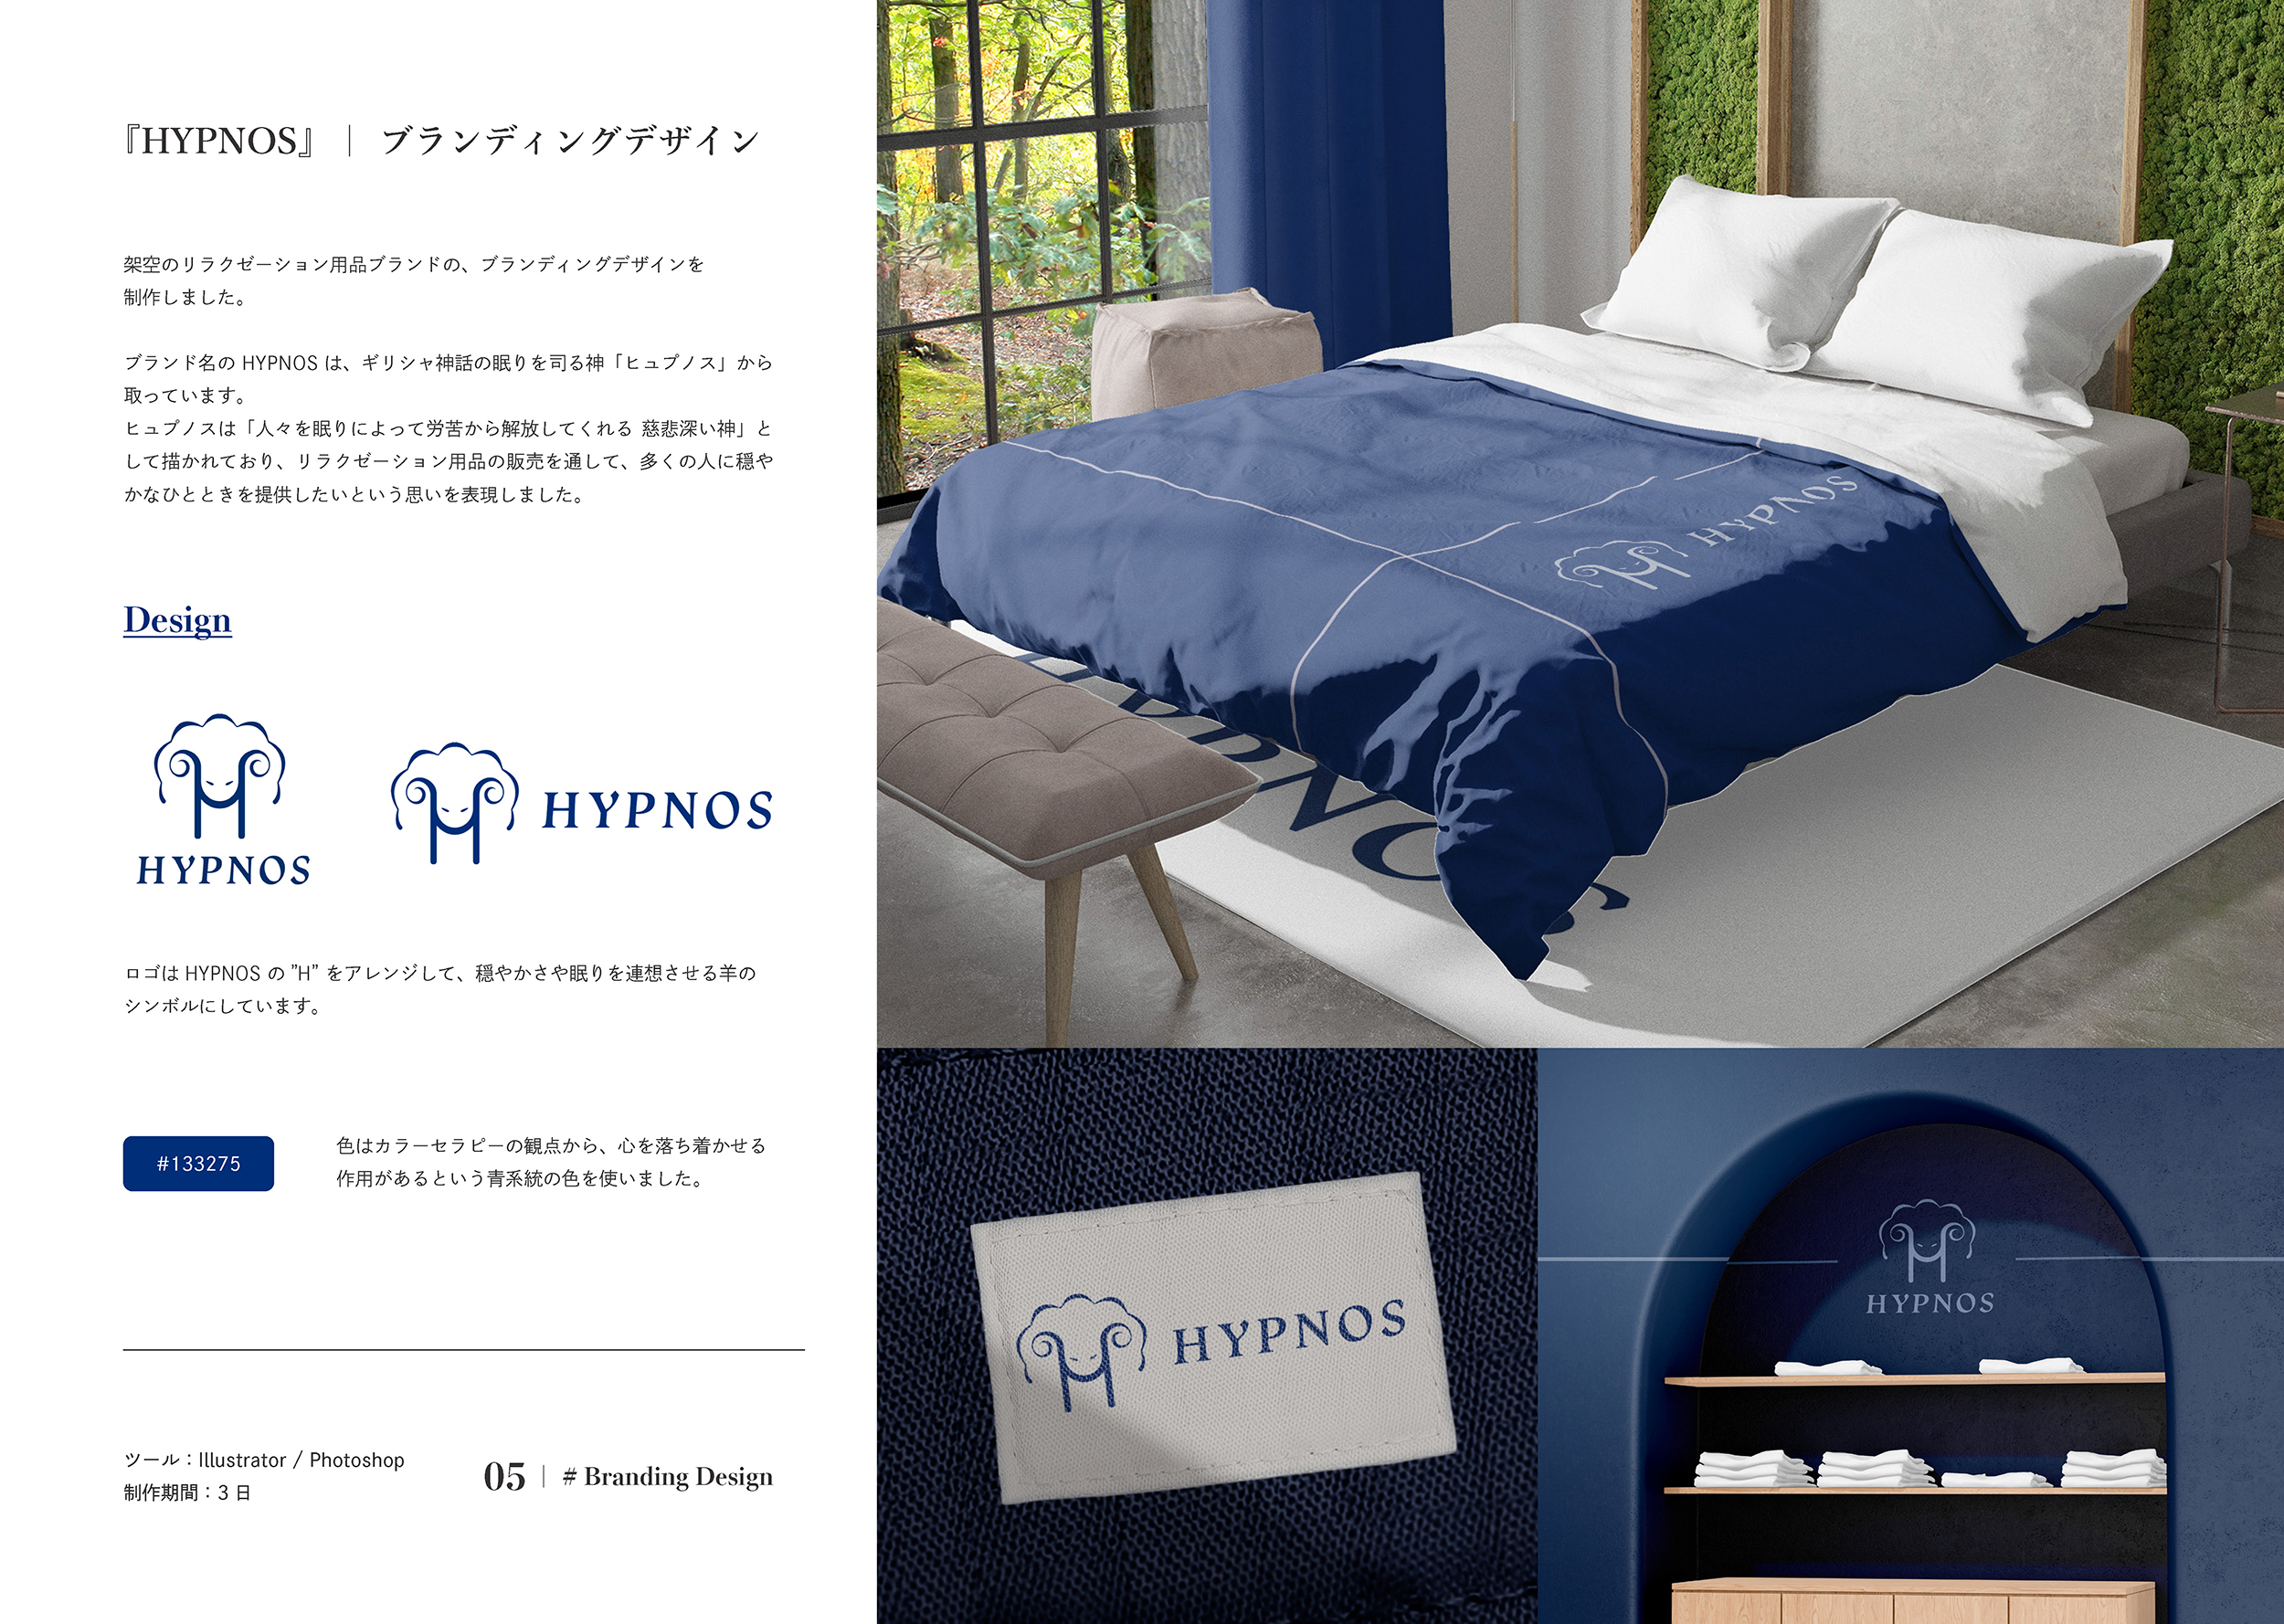 『HYPNOS』｜ ブランディングデザイン
架空のリラクゼーション用品ブランドの、ブランディングデザインを
制作しました。
ブランド名の HYPNOS は、ギリシャ神話の眠りを司る神「ヒュプノス」から
取っています。
ヒュプノスは「人々を眠りによって労苦から解放してくれる 慈悲深い神」と
して描かれており、リラクゼーション用品の販売を通して、多くの人に穏や
かなひとときを提供したいという思いを表現しました。
Design
HYPNOS
HYPNOS
ロゴは HYPNOS の ”H” をアレンジして、穏やかさや眠りを連想させる羊の
シンボルにしています。
#133275
色はカラーセラピーの観点から、心を落ち着かせる
作用があるという青系統の色を使いました。
ツール：Illustrator / Photoshop
制作期間：3 日
05 | # Branding Design
HYPNOS
HYPNOS
HYPNOS